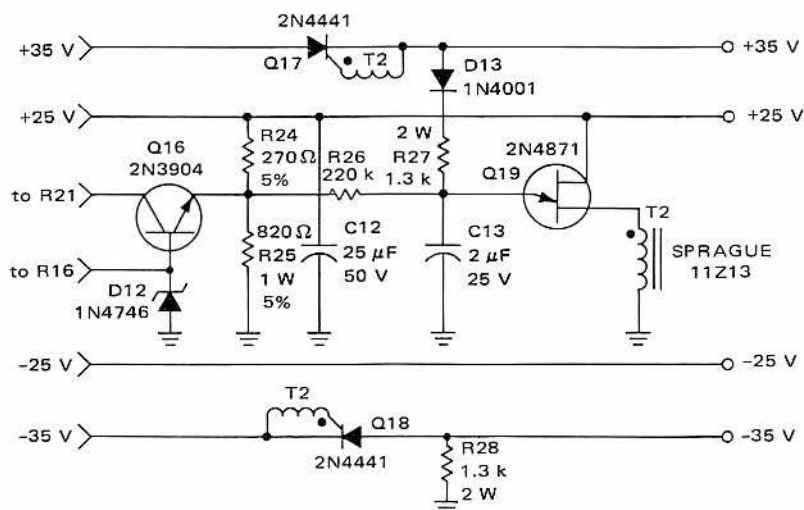 2N4441
+35 V
Q17
T2
+35 V
D13
1N4001
+25 V
+25 V
Q16
2N3904
R24
270 Ω
5%
R26
220 k
2 W
R27
1.3 k
2N4871
Q19
to R21
T2
SPRAGUE
11Z13
to R16
820 Ω
R25
1 W
5%
C12
25 μF
50 V
C13
2 μF
25 V
D12
1N4746
-25 V
-25 V
T2
Q18
-35 V
-35 V
2N4441
R28
1.3 k
2 W